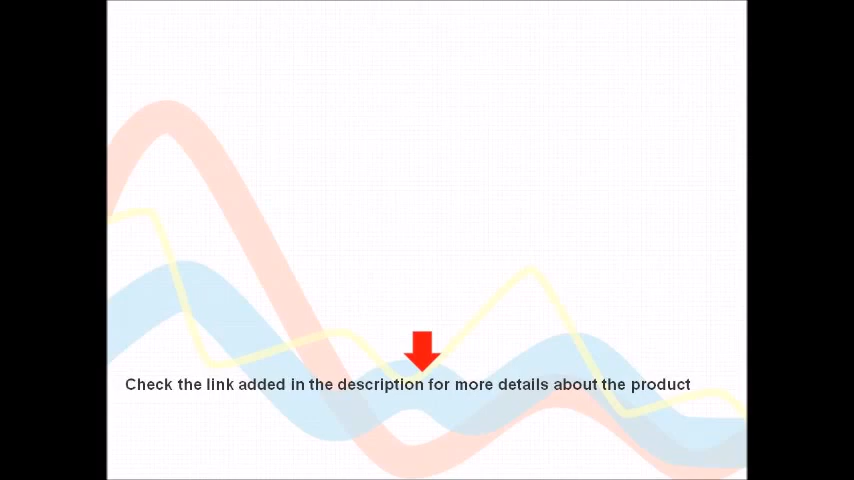 Check the link added in the description for more details about the product